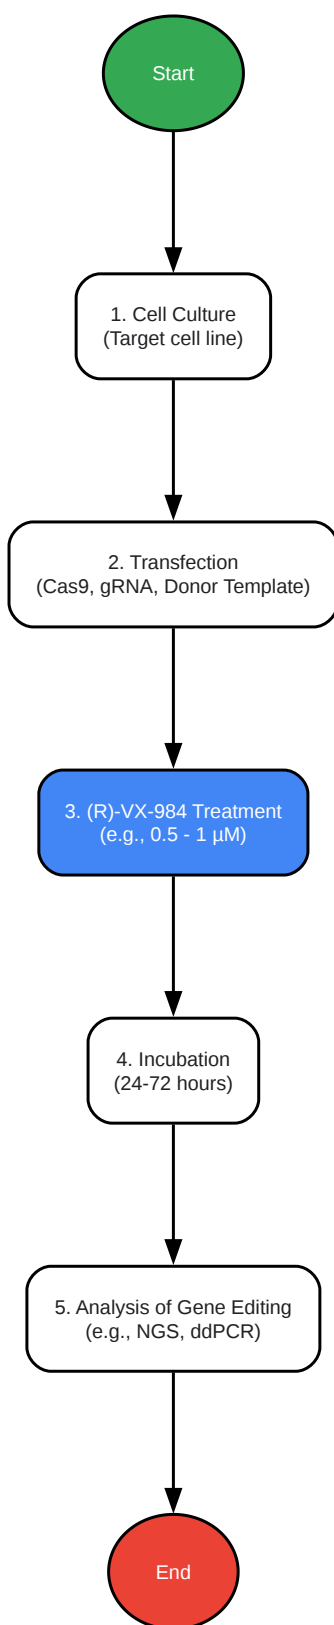 Start
1. Cell Culture
(Target cell line)
2. Transfection
(Cas9, gRNA, Donor Template)
3. (R)-VX-984 Treatment
(e.g., 0.5 - 1 µM)
4. Incubation
(24-72 hours)
5. Analysis of Gene Editing
(e.g., NGS, ddPCR)
End